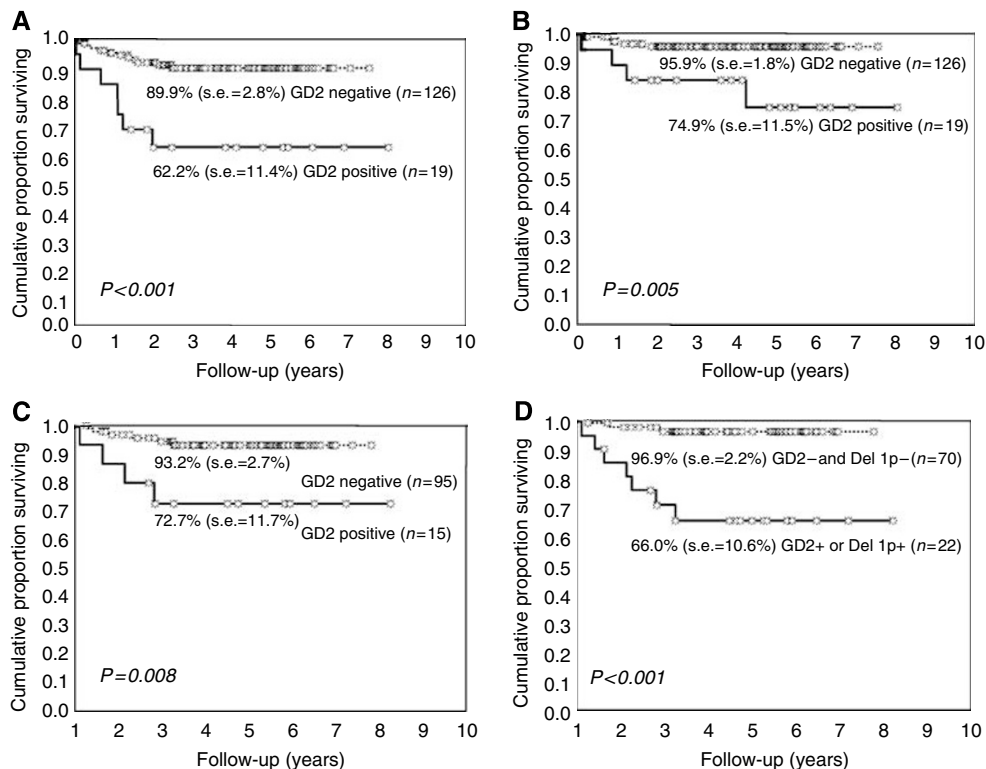 A
Cumulative proportion surviving
1.0
0.9
0.8
0.7
0.6
0.5
0.4
0.3
0.2
0.1
0.0
89.9% (s.e.=2.8%) GD2 negative (n=126)
62.2% (s.e.=11.4%) GD2 positive (n=19)
P<0.001
0 1 2 3 4 5 6 7 8 9 10
Follow-up (years)
B
Cumulative proportion surviving
1.0
0.9
0.8
0.7
0.6
0.5
0.4
0.3
0.2
0.1
0.0
95.9% (s.e.=1.8%) GD2 negative (n=126)
74.9% (s.e.=11.5%) GD2 positive (n=19)
P=0.005
0 1 2 3 4 5 6 7 8 9 10
Follow-up (years)
C
Cumulative proportion surviving
1.0
0.9
0.8
0.7
0.6
0.5
0.4
0.3
0.2
0.1
0.0
93.2% (s.e.=2.7%)
GD2 negative (n=95)
72.7% (s.e.=11.7%)
GD2 positive (n=15)
P=0.008
1 2 3 4 5 6 7 8 9 10
Follow-up (years)
D
Cumulative proportion surviving
1.0
0.9
0.8
0.7
0.6
0.5
0.4
0.3
0.2
0.1
0.0
96.9% (s.e.=2.2%) GD2−and Del 1p−(n=70)
66.0% (s.e.=10.6%) GD2+ or Del 1p+ (n=22)
P<0.001
1 2 3 4 5 6 7 8 9 10
Follow-up (years)